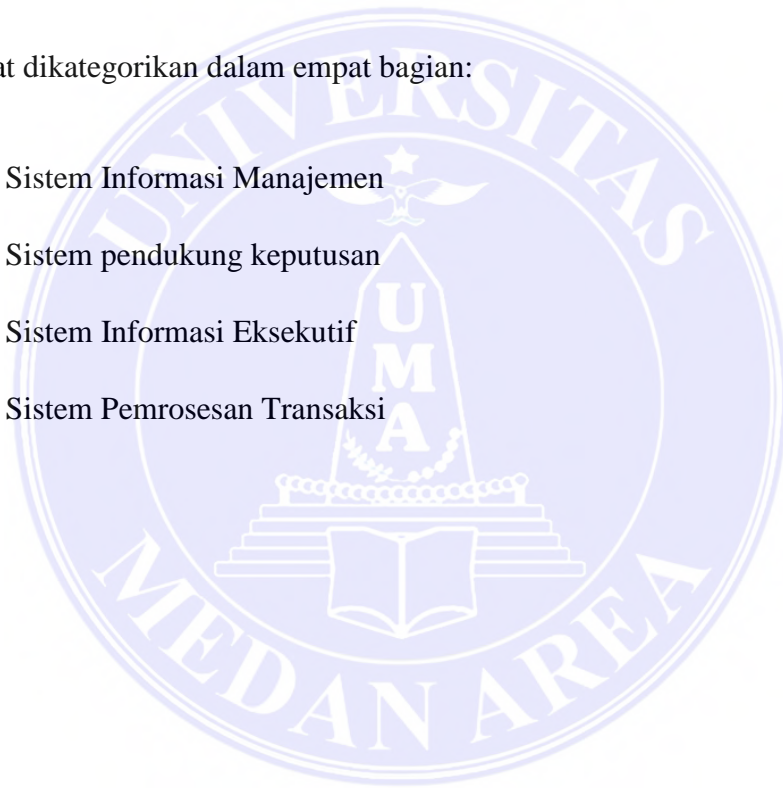 at dikategorikan dalam empat bagian:
Sistem Informasi Manajemen
Sistem pendukung keputusan
Sistem Informasi Eksekutif
Sistem Pemrosesan Transaksi
UNIVERSITAS
UMA
MEDAN AREA